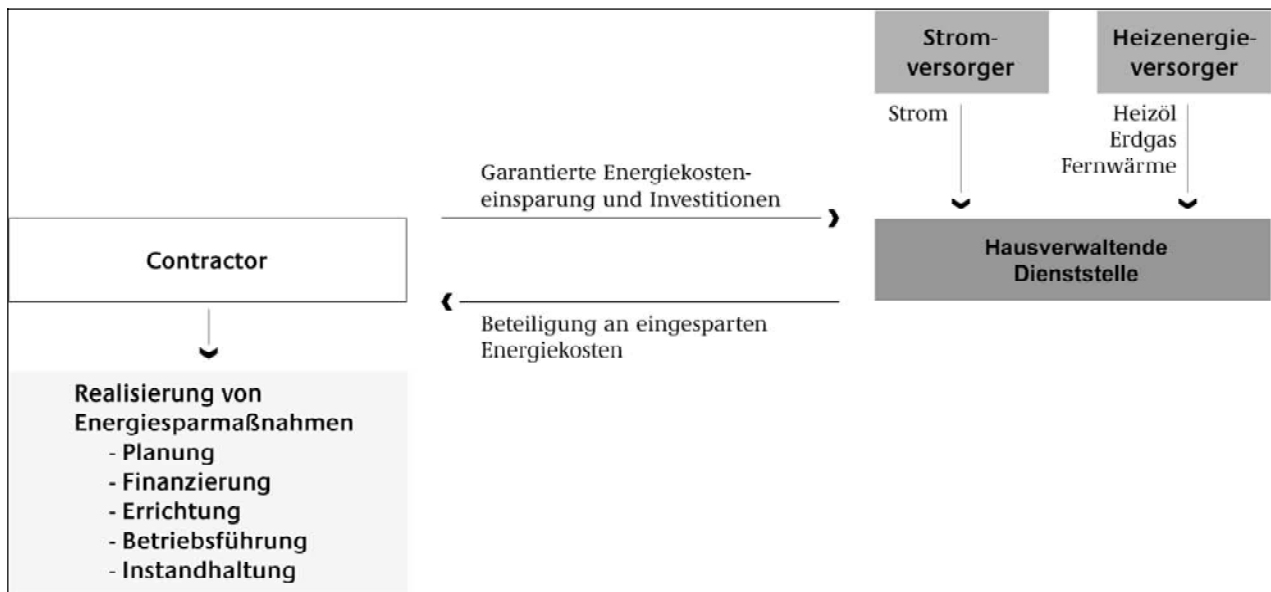 Strom-
versorger
Heizenergie-
versorger
Strom
Heizöl
Erdgas
Fernwärme
Garantierte Energiekosten-
einsparung und Investitionen
Contractor
Hausverwaltende
Dienststelle
Beteiligung an eingesparten
Energiekosten
Realisierung von
Energiesparmaßnahmen
- Planung
- Finanzierung
- Errichtung
- Betriebsführung
- Instandhaltung